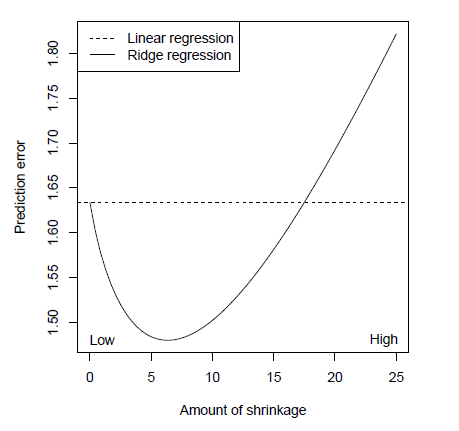 Linear regression
Ridge regression
1.80
1.75
1.70
1.65
1.60
1.55
1.50
Prediction error
Low
High
0 5 10 15 20 25
Amount of shrinkage